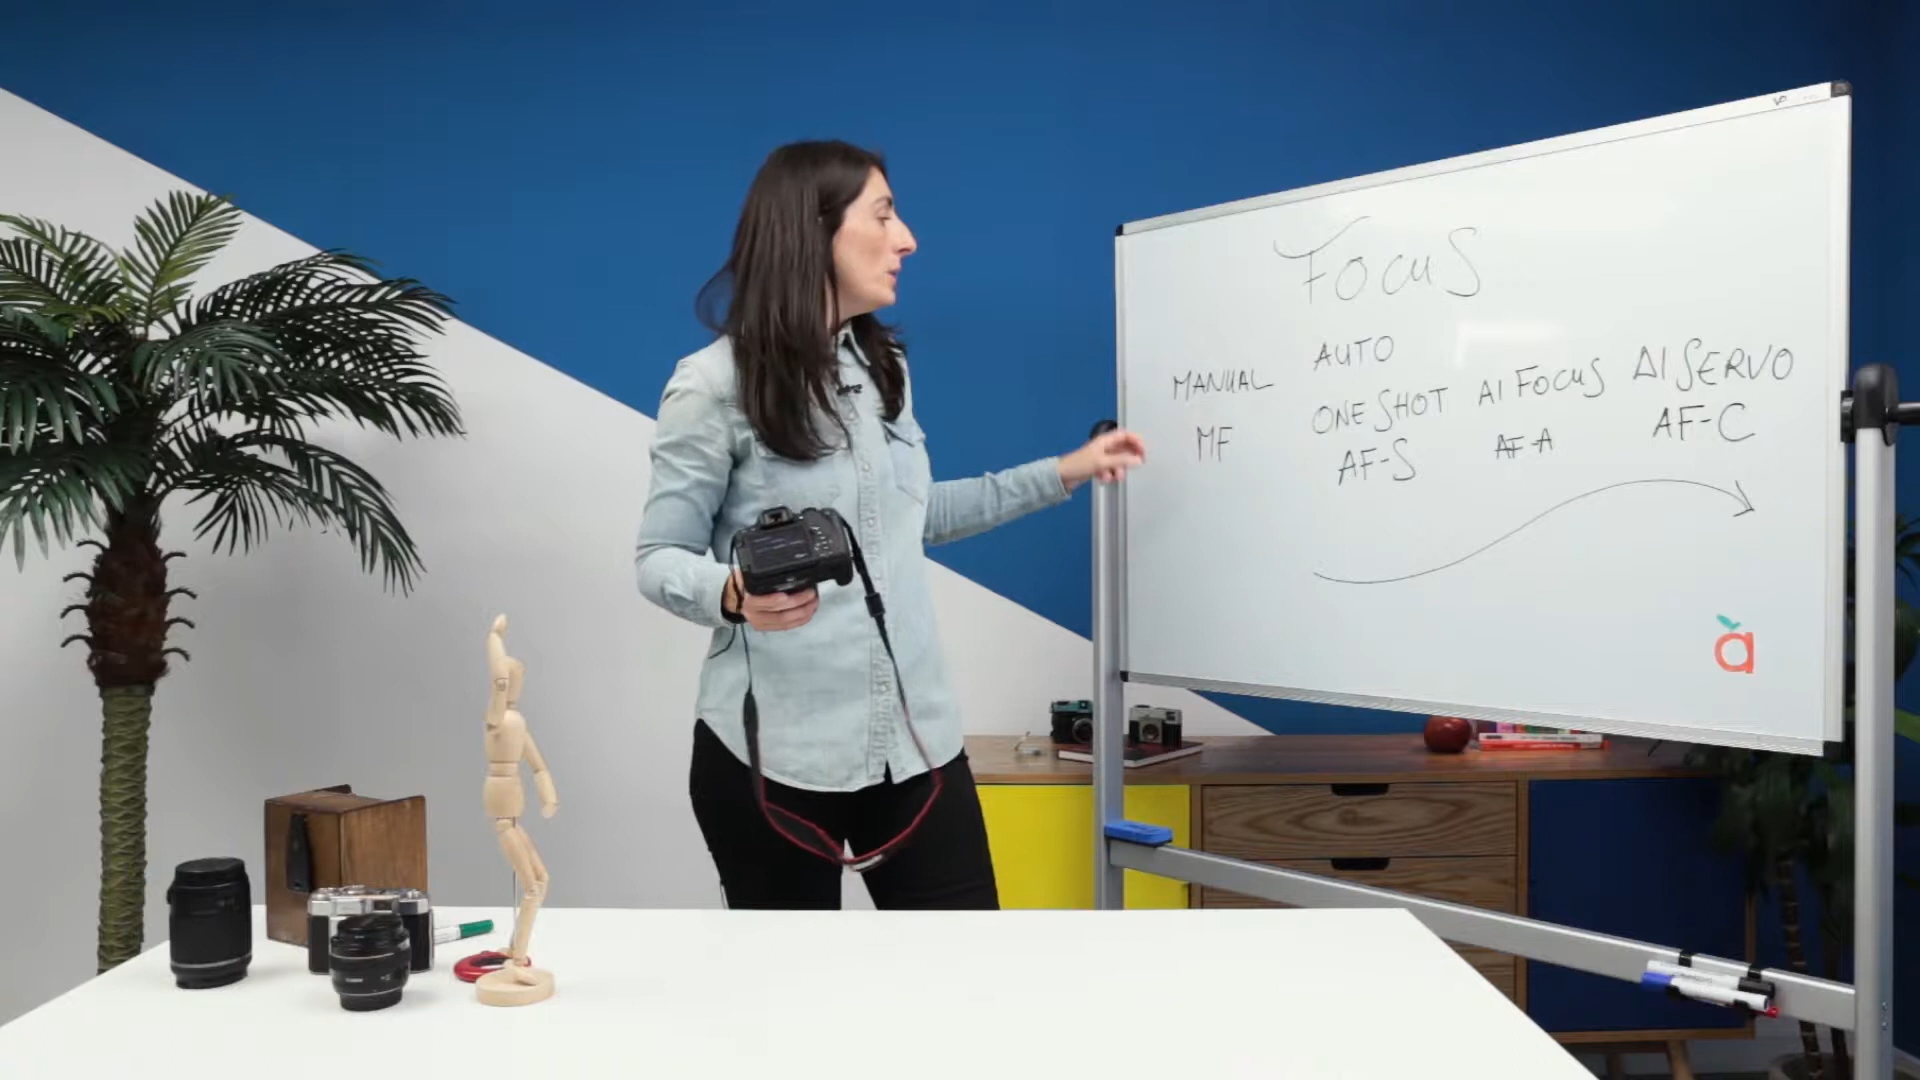 FOCUS
MANUAL
MF
AUTO
ONE SHOT
AF-S
AI FOCUS
AF-A
AI SERVO
AF-C
a